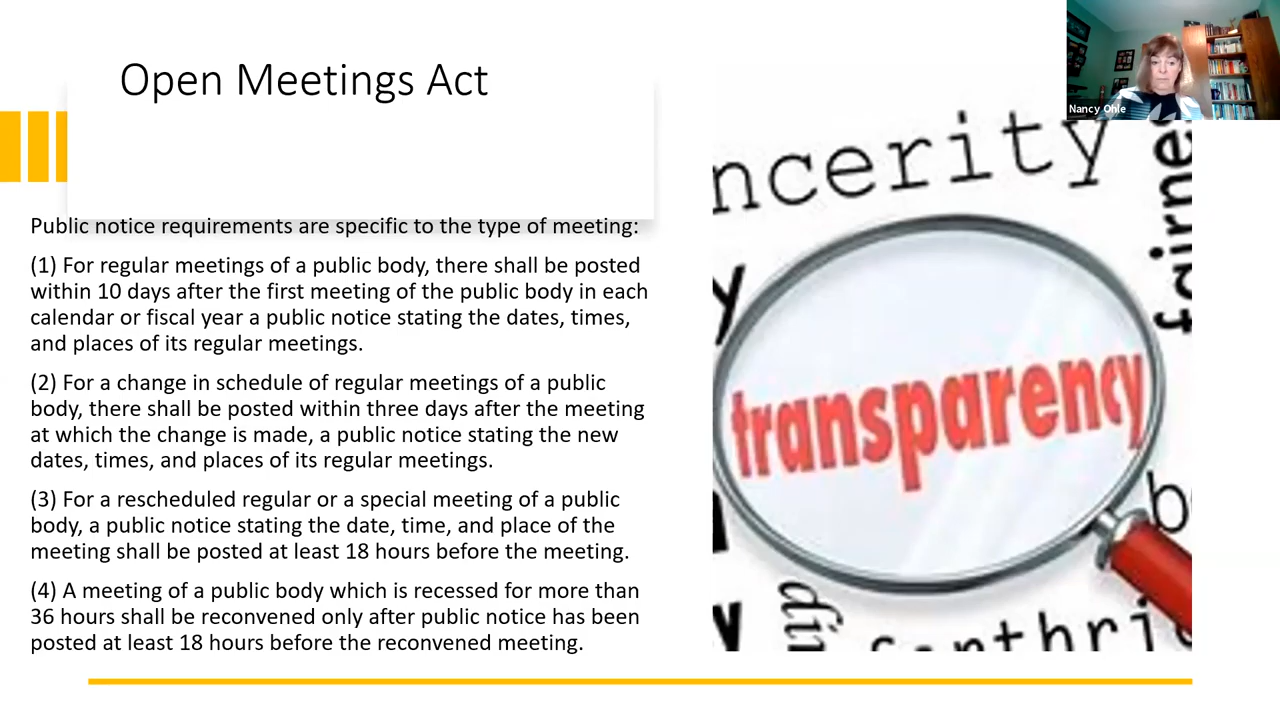 Open Meetings Act
Nancy Ohle
Public notice requirements are specific to the type of meeting:
(1) For regular meetings of a public body, there shall be posted
within 10 days after the first meeting of the public body in each
calendar or fiscal year a public notice stating the dates, times,
and places of its regular meetings.
(2) For a change in schedule of regular meetings of a public
body, there shall be posted within three days after the meeting
at which the change is made, a public notice stating the new
dates, times, and places of its regular meetings.
(3) For a rescheduled regular or a special meeting of a public
body, a public notice stating the date, time, and place of the
meeting shall be posted at least 18 hours before the meeting.
(4) A meeting of a public body which is recessed for more than
36 hours shall be reconvened only after public notice has been
posted at least 18 hours before the reconvened meeting.
ncerity
fairne
transparency